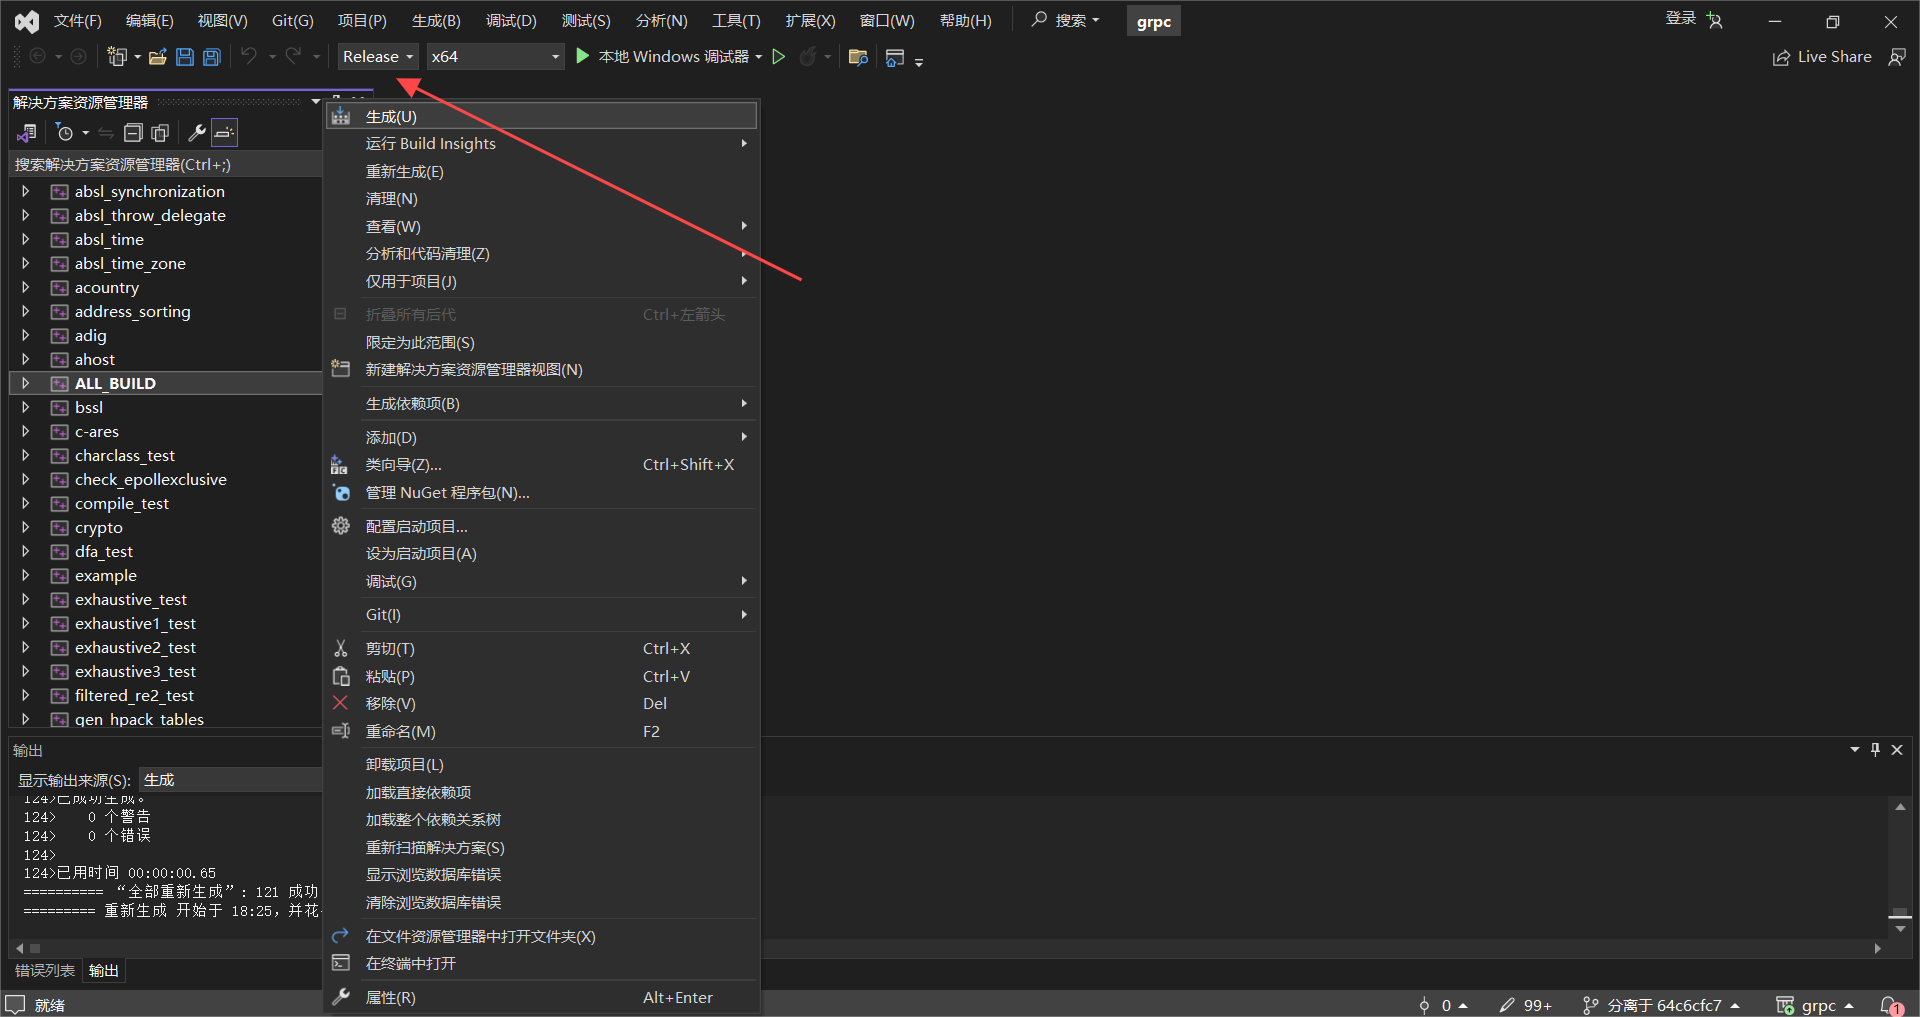 文件(F) 编辑(E) 视图(V) Git(G) 项目(P) 生成(B) 调试(D) 测试(S) 分析(N) 工具(T) 扩展(X) 窗口(W) 帮助(H) 搜索 grpc 登录
Release x64 本地 Windows 调试器 Live Share
解决方案资源管理器
搜索解决方案资源管理器(Ctrl+;)
absl_synchronization
absl_throw_delegate
absl_time
absl_time_zone
acountry
address_sorting
adig
ahost
ALL_BUILD
bssl
c-ares
charclass_test
check_epollexclusive
compile_test
crypto
dfa_test
example
exhaustive_test
exhaustive1_test
exhaustive2_test
exhaustive3_test
filtered_re2_test
gen_hpack_tables
生成(U)
运行 Build Insights
重新生成(E)
清理(N)
查看(W)
分析和代码清理(Z)
仅用于项目(J)
折叠所有后代 Ctrl+左箭头
限定为此范围(S)
新建解决方案资源管理器视图(N)
生成依赖项(B)
添加(D)
类向导(Z)... Ctrl+Shift+X
管理 NuGet 程序包(N)...
配置启动项目...
设为启动项目(A)
调试(G)
Git(I)
剪切(T) Ctrl+X
粘贴(P) Ctrl+V
移除(V) Del
重命名(M) F2
卸载项目(L)
加载直接依赖项
加载整个依赖关系树
重新扫描解决方案(S)
显示浏览数据库错误
清除浏览数据库错误
在文件资源管理器中打开文件夹(X)
在终端中打开
属性(R) Alt+Enter
输出
显示输出来源(S): 生成
124>已成功生成。
124> 0 个警告
124> 0 个错误
124>
124>已用时间 00:00:00.65
========== “全部重新生成”: 121 成功
========= 重新生成 开始于 18:25，并花
错误列表 输出
就绪 0 99+ 分离于 64c6cfc7 grpc 1